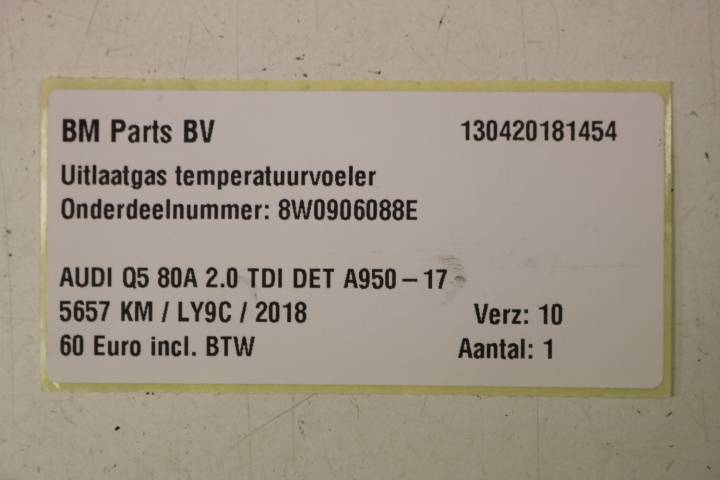 BM Parts BV 130420181454
Uitlaatgas temperatuurvoeler
Onderdeelnummer: 8W0906088E
AUDI Q5 80A 2.0 TDI DET A950-17
5657 KM / LY9C / 2018 Verz: 10
60 Euro incl. BTW Aantal: 1